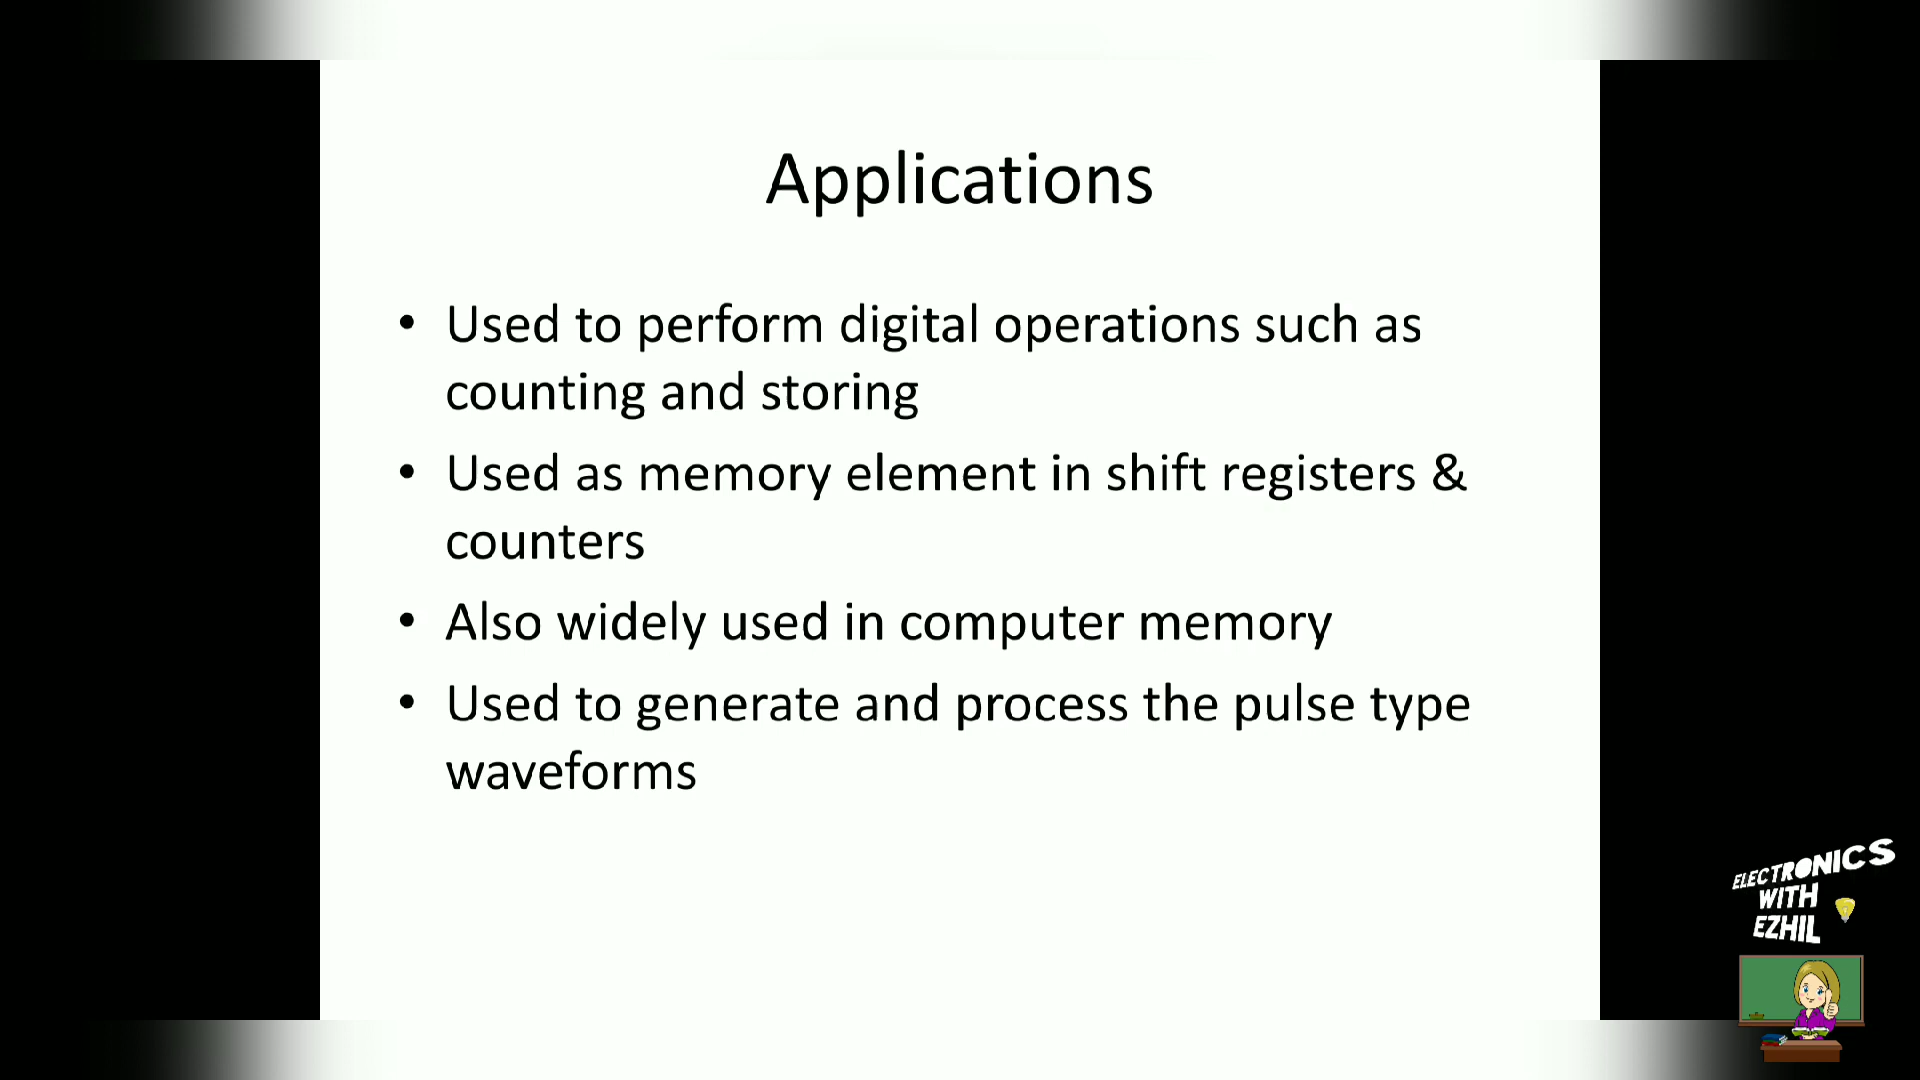 Applications
• Used to perform digital operations such as
counting and storing
• Used as memory element in shift registers &
counters
• Also widely used in computer memory
• Used to generate and process the pulse type
waveforms
ELECTRONICS
WITH
EZHIL